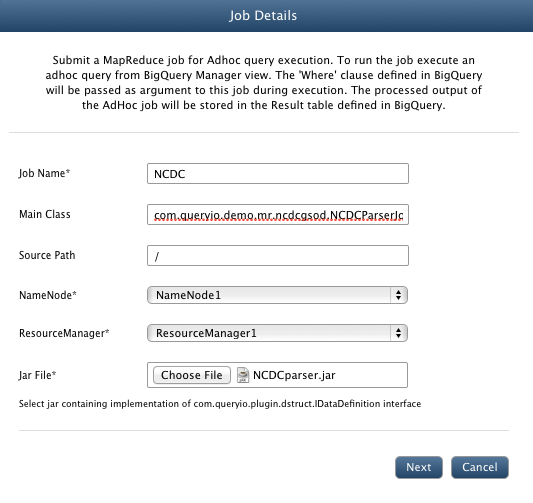 Job Details
Submit a MapReduce job for Adhoc query execution. To run the job execute an
adhoc query from BigQuery Manager view. The 'Where' clause defined in BigQuery
will be passed as argument to this job during execution. The processed output of
the AdHoc job will be stored in the Result table defined in BigQuery.
Job Name* NCDC
Main Class com.queryio.demo.mr.ncdcgsod.NCDCParserJo
Source Path /
NameNode* NameNode1
ResourceManager* ResourceManager1
Jar File* Choose File NCDCparser.jar
Select jar containing implementation of com.queryio.plugin.dstruct.IDataDefinition interface
Next Cancel